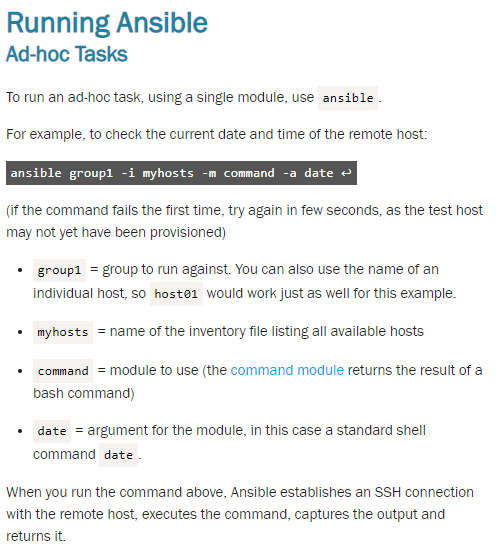 Running Ansible
Ad-hoc Tasks
To run an ad-hoc task, using a single module, use ansible .
For example, to check the current date and time of the remote host:
ansible group1 -i myhosts -m command -a date ↩
(if the command fails the first time, try again in few seconds, as the test host
may not yet have been provisioned)
• group1 = group to run against. You can also use the name of an
individual host, so host01 would work just as well for this example.
• myhosts = name of the inventory file listing all available hosts
• command = module to use (the command module returns the result of a
bash command)
• date = argument for the module, in this case a standard shell
command date .
When you run the command above, Ansible establishes an SSH connection
with the remote host, executes the command, captures the output and
returns it.